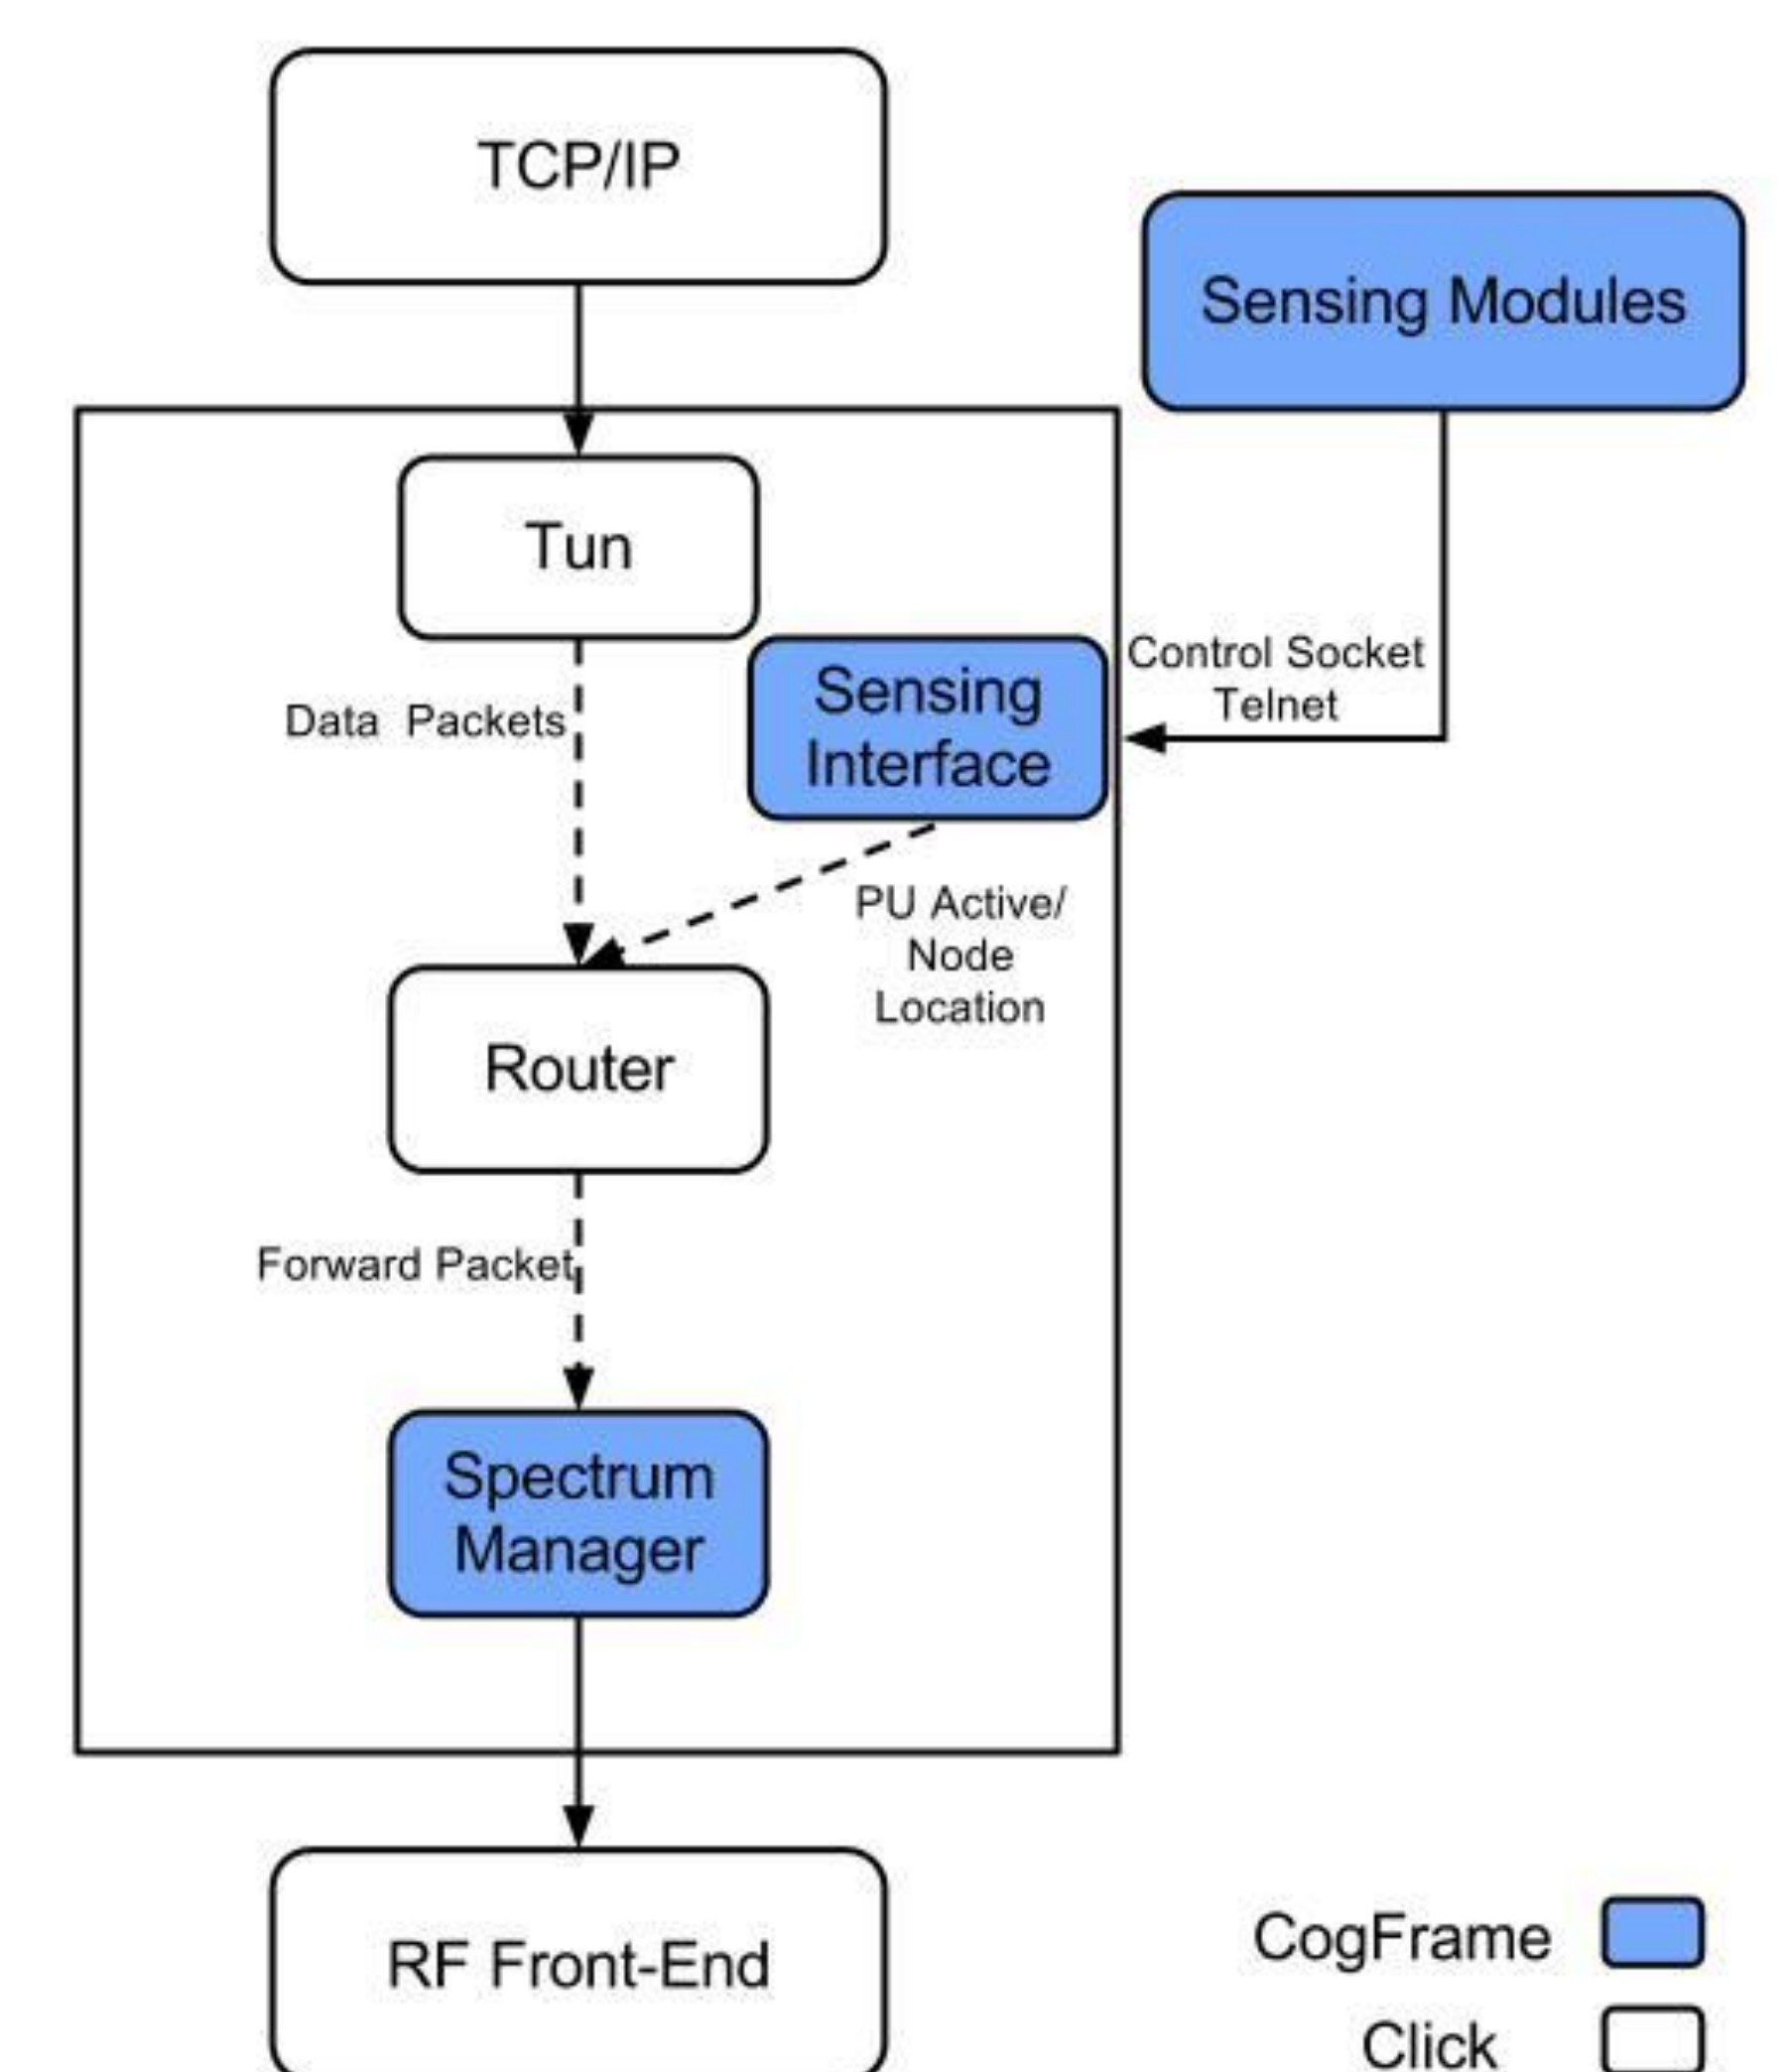 TCP/IP
Sensing Modules
Tun
Sensing
Interface
Control Socket
Telnet
Data  Packets
PU Active/
Node
Location
Router
Forward Packet
Spectrum
Manager
RF Front-End
CogFrame
Click